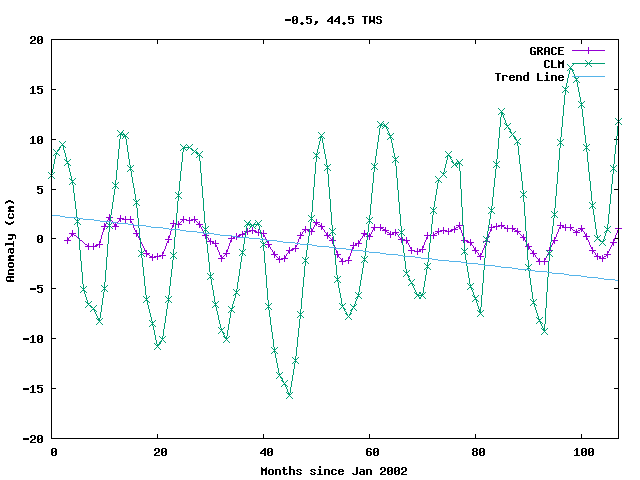 -0.5, 44.5 TWS
GRACE
CLM
Trend Line
20
15
10
5
0
-5
-10
-15
-20
Anomaly (cm)
0 20 40 60 80 100
Months since Jan 2002